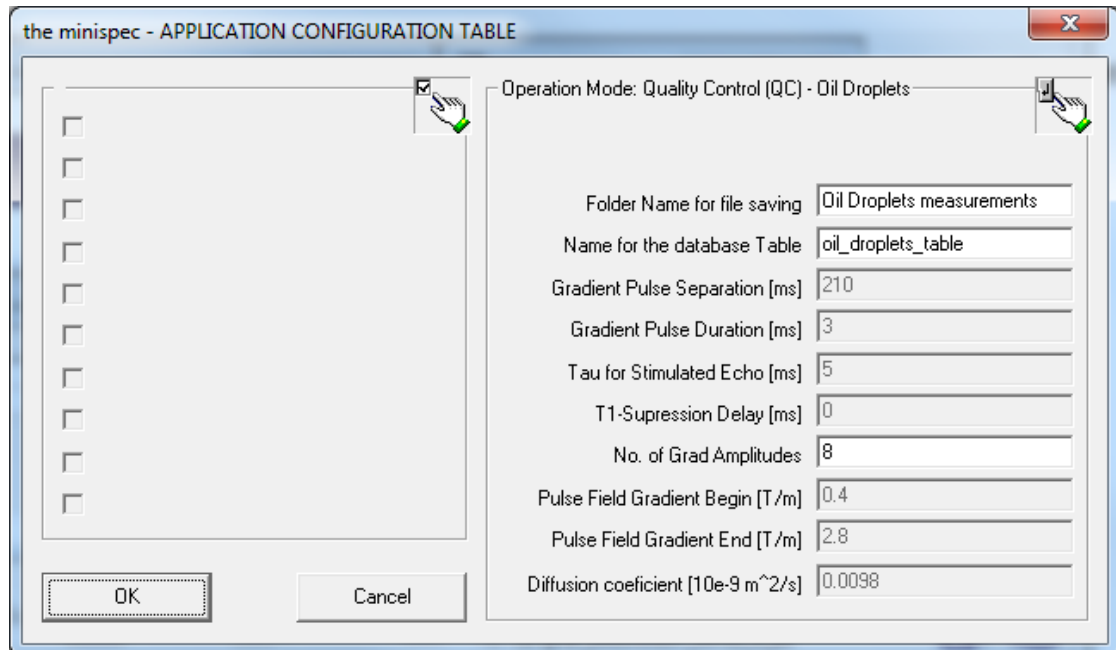 the minispec - APPLICATION CONFIGURATION TABLE
Operation Mode: Quality Control (QC) - Oil Droplets
Folder Name for file saving Oil Droplets measurements
Name for the database Table oil_droplets_table
Gradient Pulse Separation [ms] 210
Gradient Pulse Duration [ms] 3
Tau for Stimulated Echo [ms] 5
T1-Supression Delay [ms] 0
No. of Grad Amplitudes 8
Pulse Field Gradient Begin [T/m] 0.4
Pulse Field Gradient End [T/m] 2.8
Diffusion coeficient [10e-9 m^2/s] 0.0098
OK Cancel